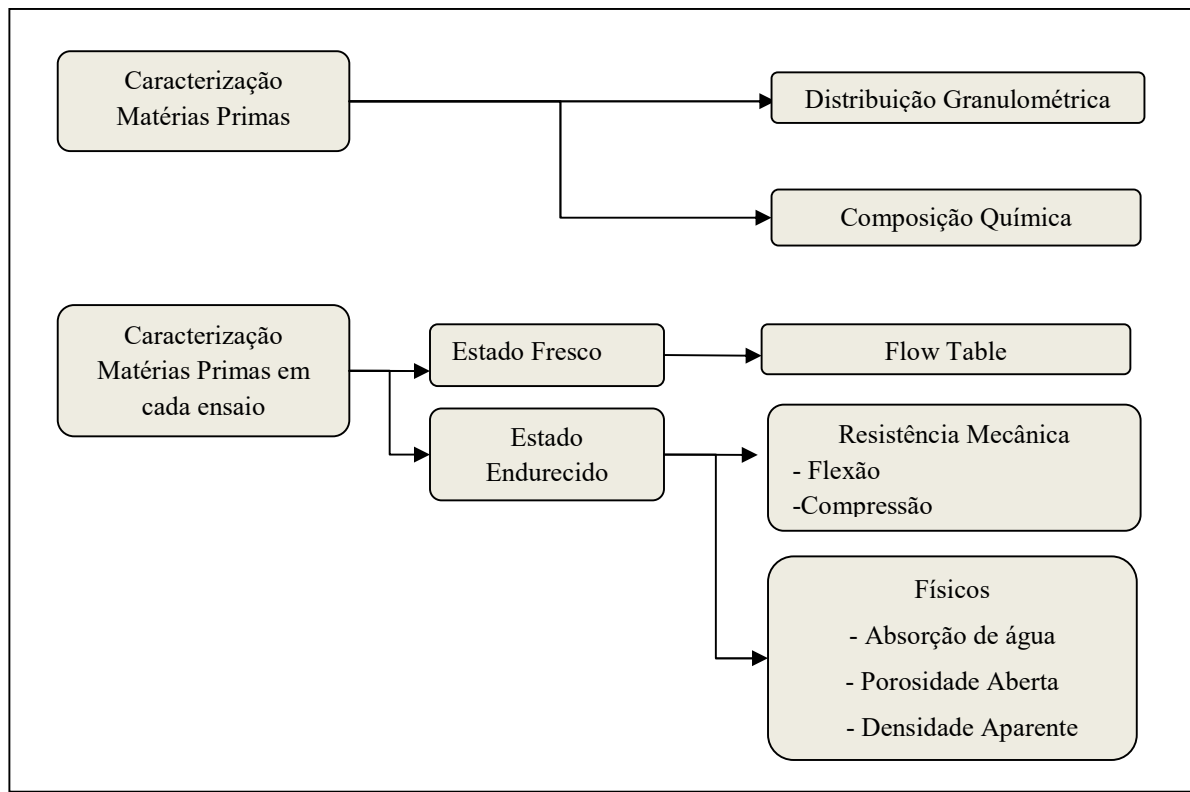 Caracterização
Matérias Primas
Distribuição Granulométrica
Composição Química
Caracterização
Matérias Primas em
cada ensaio
Estado Fresco
Flow Table
Estado
Endurecido
Resistência Mecânica
- Flexão
-Compressão
Físicos
- Absorção de água
- Porosidade Aberta
- Densidade Aparente